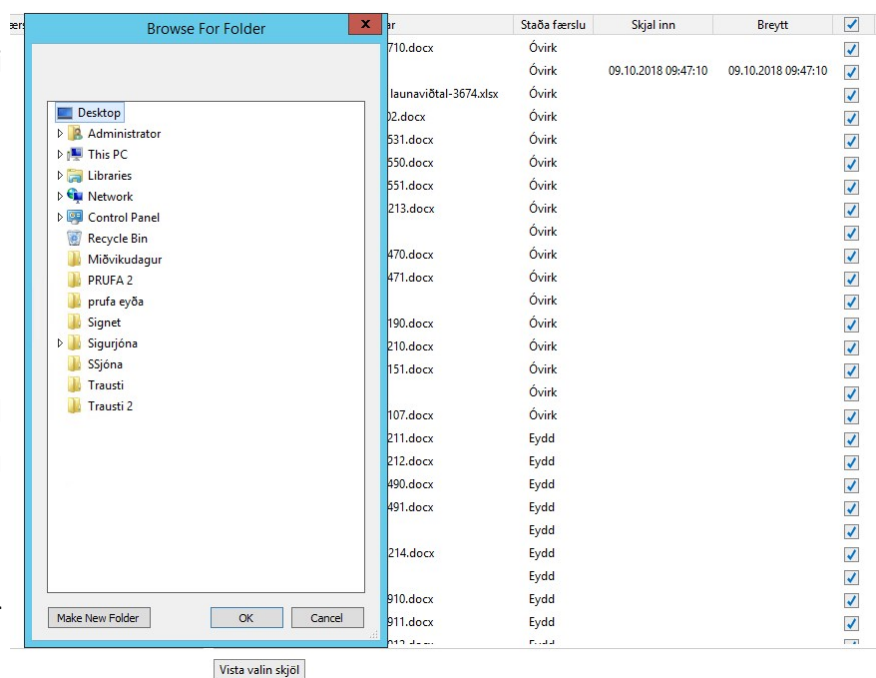 Browse For Folder
x
Desktop
Administrator
This PC
Libraries
Network
Control Panel
Recycle Bin
Miðvikudagur
PRUFA 2
prufa eyða
Signet
Sigurjóna
SSjóna
Trausti
Trausti 2
Make New Folder OK Cancel
ar Staða færslu Skjal inn Breytt
710.docx Óvirk
Óvirk 09.10.2018 09:47:10 09.10.2018 09:47:10
launaviðtal-3674.xlsx Óvirk
02.docx Óvirk
531.docx Óvirk
550.docx Óvirk
551.docx Óvirk
213.docx Óvirk
Óvirk
470.docx Óvirk
471.docx Óvirk
Óvirk
190.docx Óvirk
210.docx Óvirk
151.docx Óvirk
Óvirk
107.docx Óvirk
211.docx Eydd
212.docx Eydd
490.docx Eydd
491.docx Eydd
Eydd
214.docx Eydd
Eydd
910.docx Eydd
911.docx Eydd
Vista valin skjöl